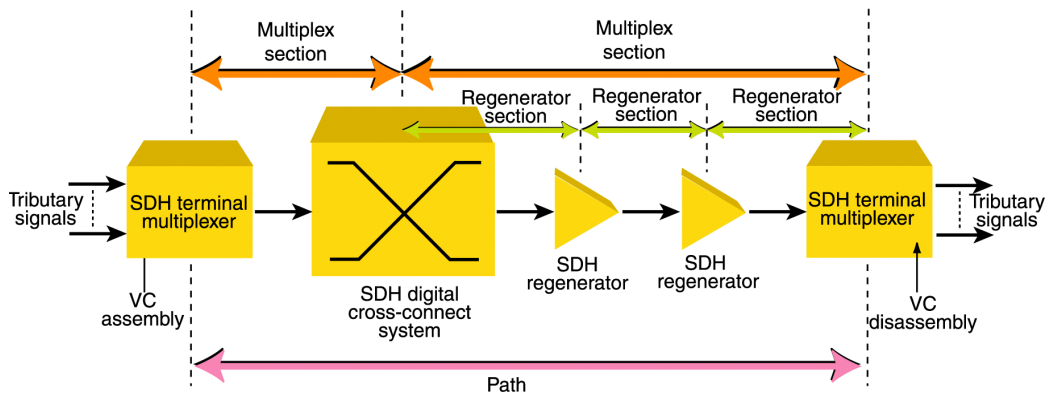 Multiplex
section
Multiplex
section
Regenerator
section
Regenerator
section
Regenerator
section
Tributary
signals
SDH terminal
multiplexer
SDH terminal
multiplexer
Tributary
signals
SDH
regenerator
SDH
regenerator
VC
assembly
SDH digital
cross-connect
system
VC
disassembly
Path